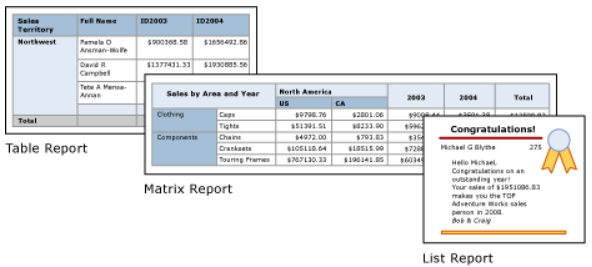 Sales Territory Full Name ID2003 ID2004
Northwest Pamela O Ansman-Wolfe $900368.58 $1656492.86
David R Campbell $1377431.33 $1930885.56
Tete A Mensa-Annan
Total
Table Report
Sales by Area and Year North America 2003 2004 Total
US CA
Clothing Caps $9798.76 $2801.06
Tights $51391.51 $8233.90
Components Chains $4972.00 $793.83
Cranksets $105118.64 $18515.99
Touring Frames $767130.33 $196141.85
Matrix Report
Congratulations!
Michael G Blythe 275
Hello Michael,
Congratulations on an
outstanding year!
Your sales of $1951086.83
makes you the TOP
Adventure Works sales
person in 2008.
Bob & Craig
List Report